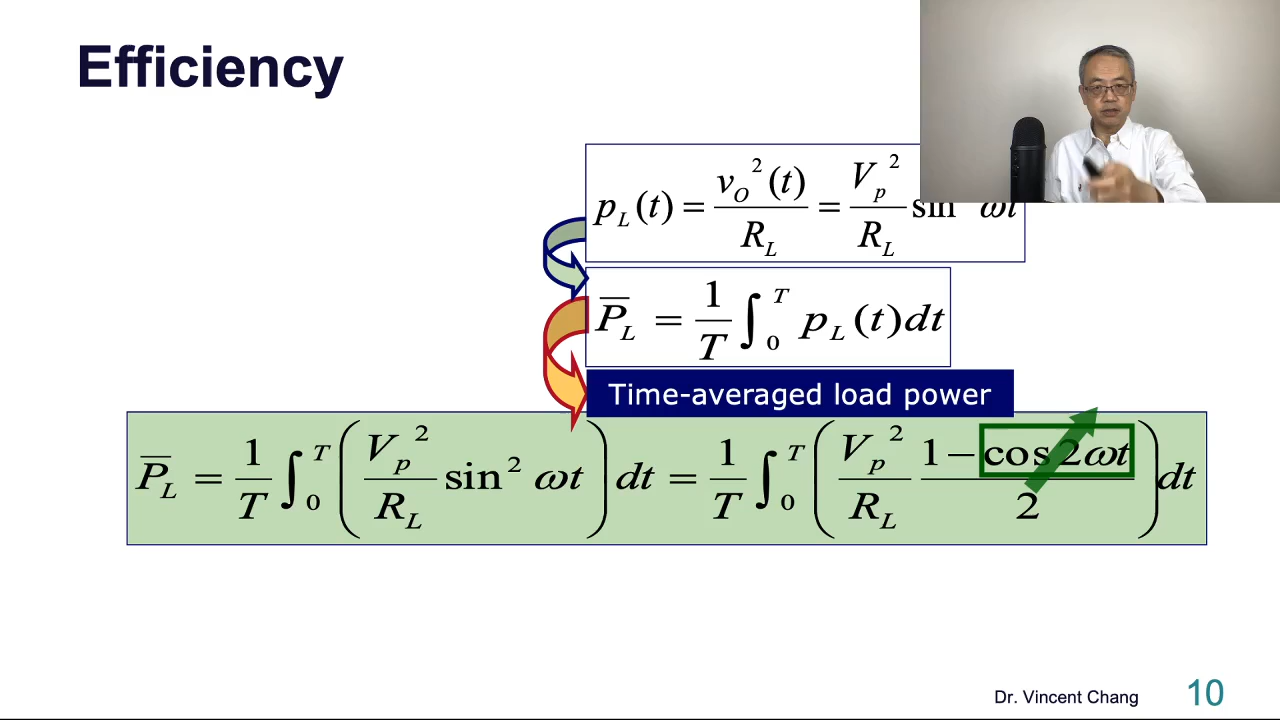 Efficiency
p_L(t) = v_O^2(t) / R_L = V_p^2 / R_L sin ωt
P̅_L = 1/T ∫_0^T p_L(t)dt
Time-averaged load power
P̅_L = 1/T ∫_0^T (V_p^2 / R_L sin^2 ωt) dt = 1/T ∫_0^T (V_p^2 / R_L (1 − cos 2ωt) / 2) dt
Dr. Vincent Chang
10